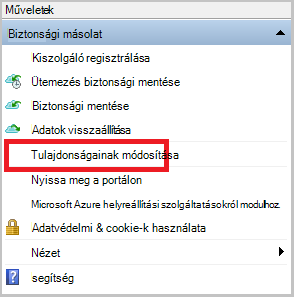 Műveletek
Biztonsági másolat
Kiszolgáló regisztrálása
Ütemezés biztonsági mentése
Biztonsági mentése
Adatok visszaállítása
Tulajdonságainak módosítása
Nyissa meg a portálon
Microsoft Azure helyreállítási szolgáltatásokról modulhoz.
Adatvédelmi & cookie-k használata
Nézet
segítség